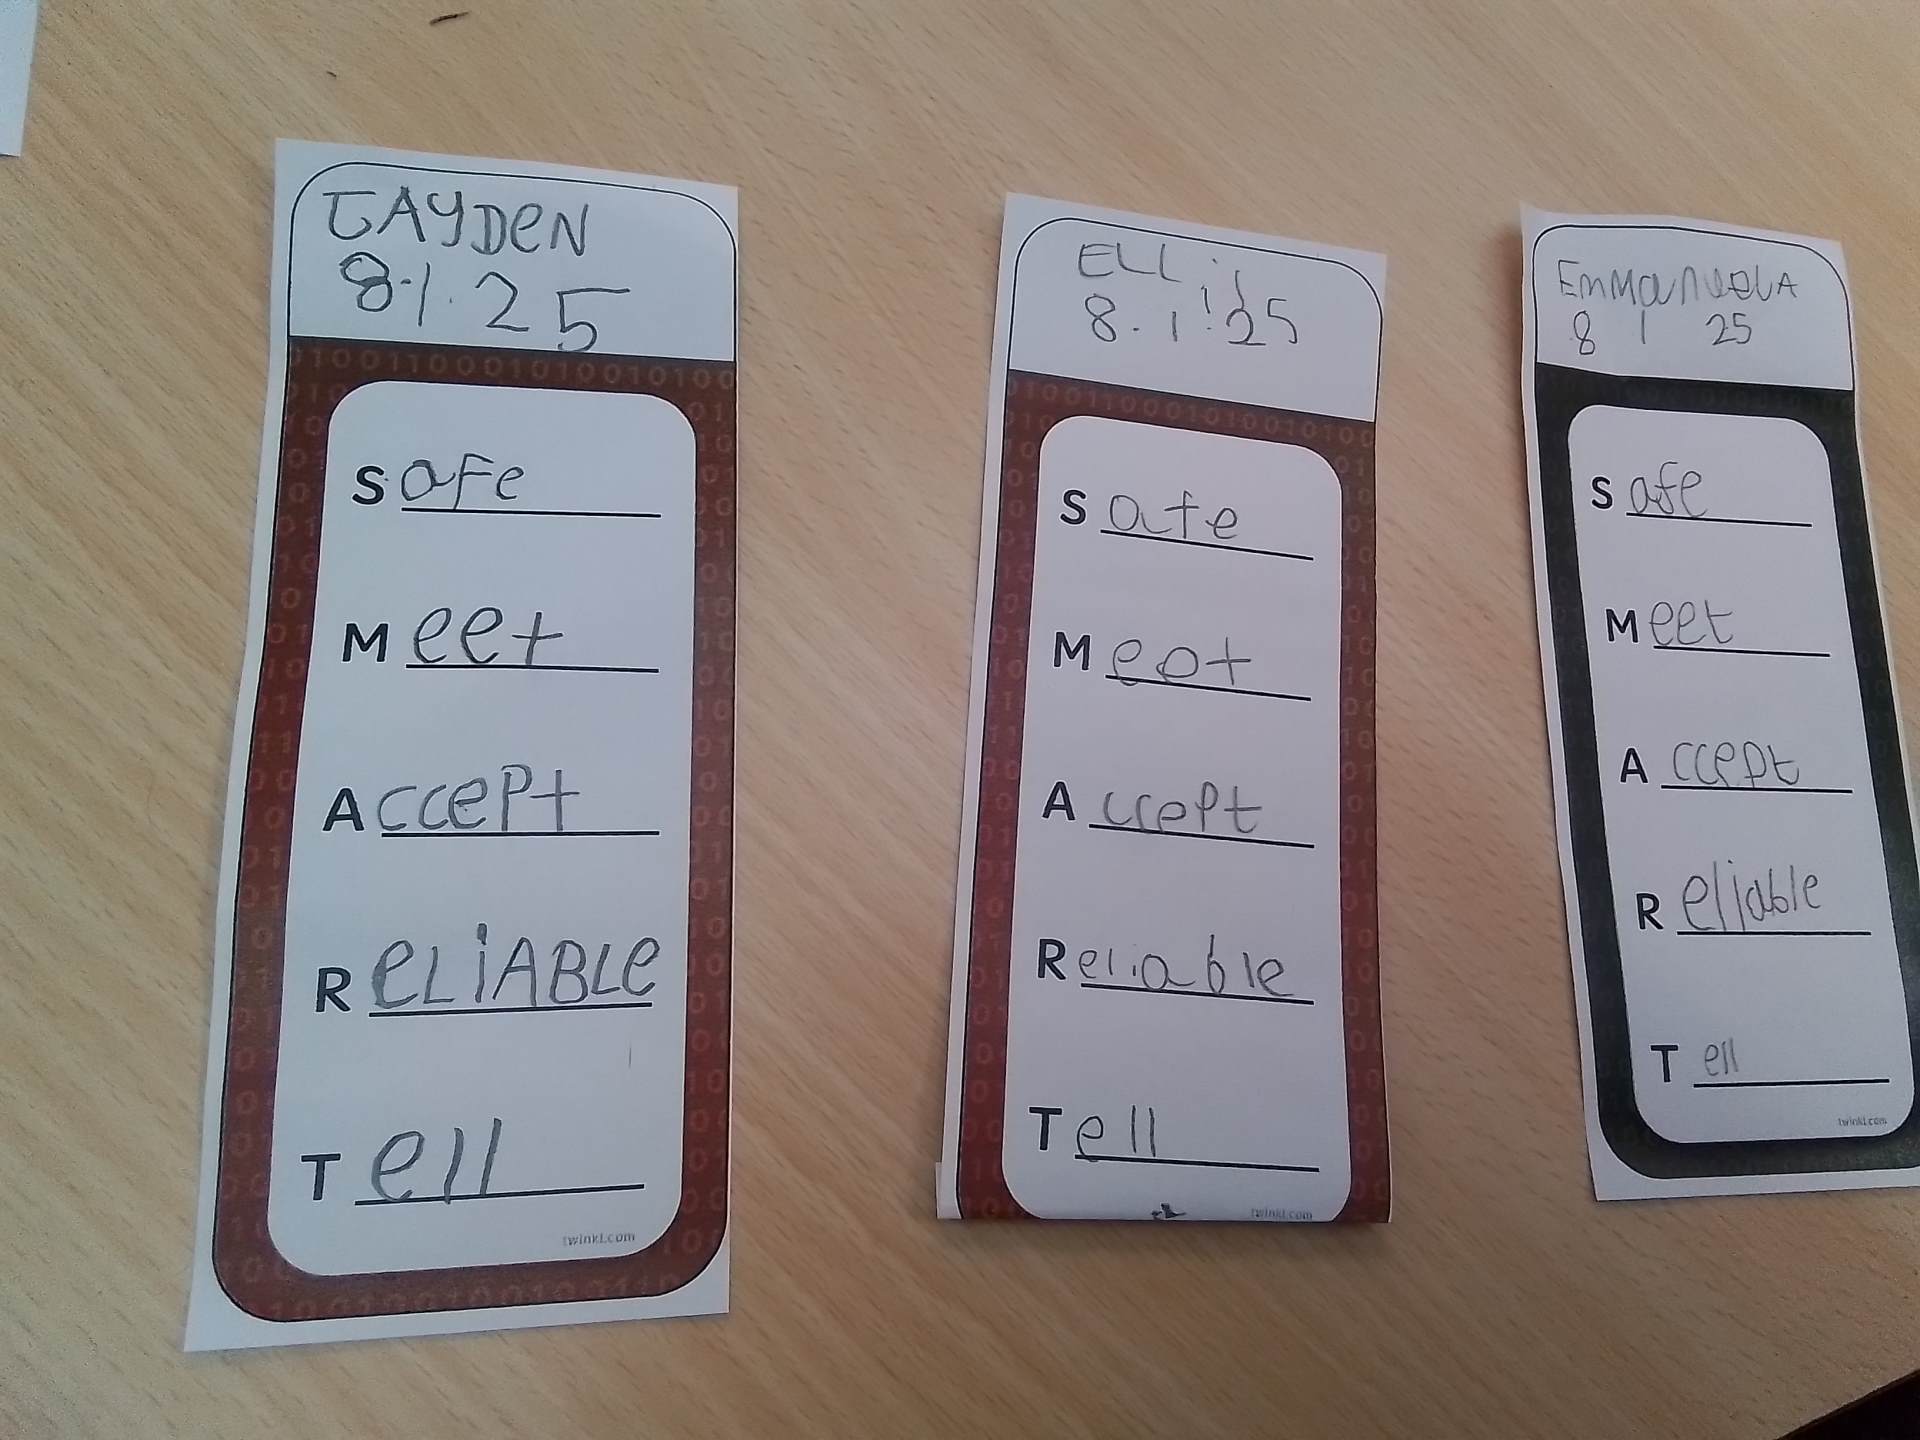 TAYDEN
8.1.25
Safe
Meet
Accept
ReLiABLe
Tell
twinkl.com
ELLis
8.1.25
Safe
Meet
Accept
Reliable
Tell
twinkl.com
EmManuelA
8 1 25
Safe
Meet
Accept
Reliable
Tell
twinkl.com